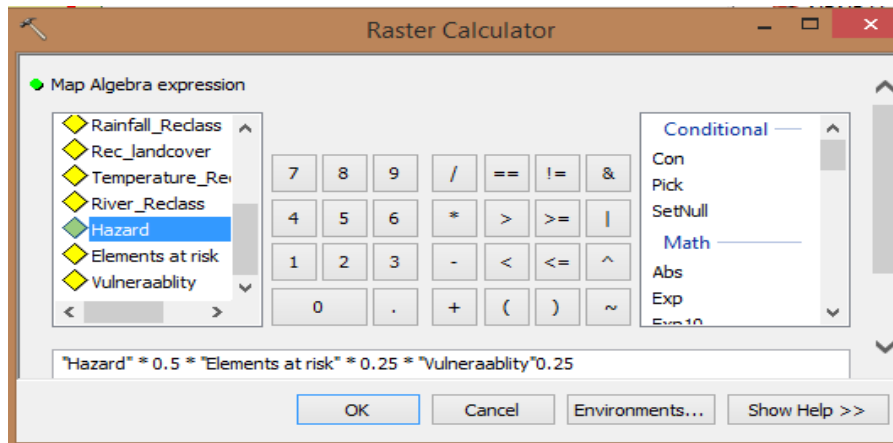 Raster Calculator
Map Algebra expression
Rainfall_Reclass
Rec_landcover
Temperature_Re
River_Reclass
Hazard
Elements at risk
Vulneraablity
7 8 9 / == != &
4 5 6 * > >= |
1 2 3 - < <= ^
0 . + ( ) ~
Conditional
Con
Pick
SetNull
Math
Abs
Exp
Exp10
"Hazard" * 0.5 * "Elements at risk" * 0.25 * "Vulneraablity"0.25
OK Cancel Environments... Show Help >>